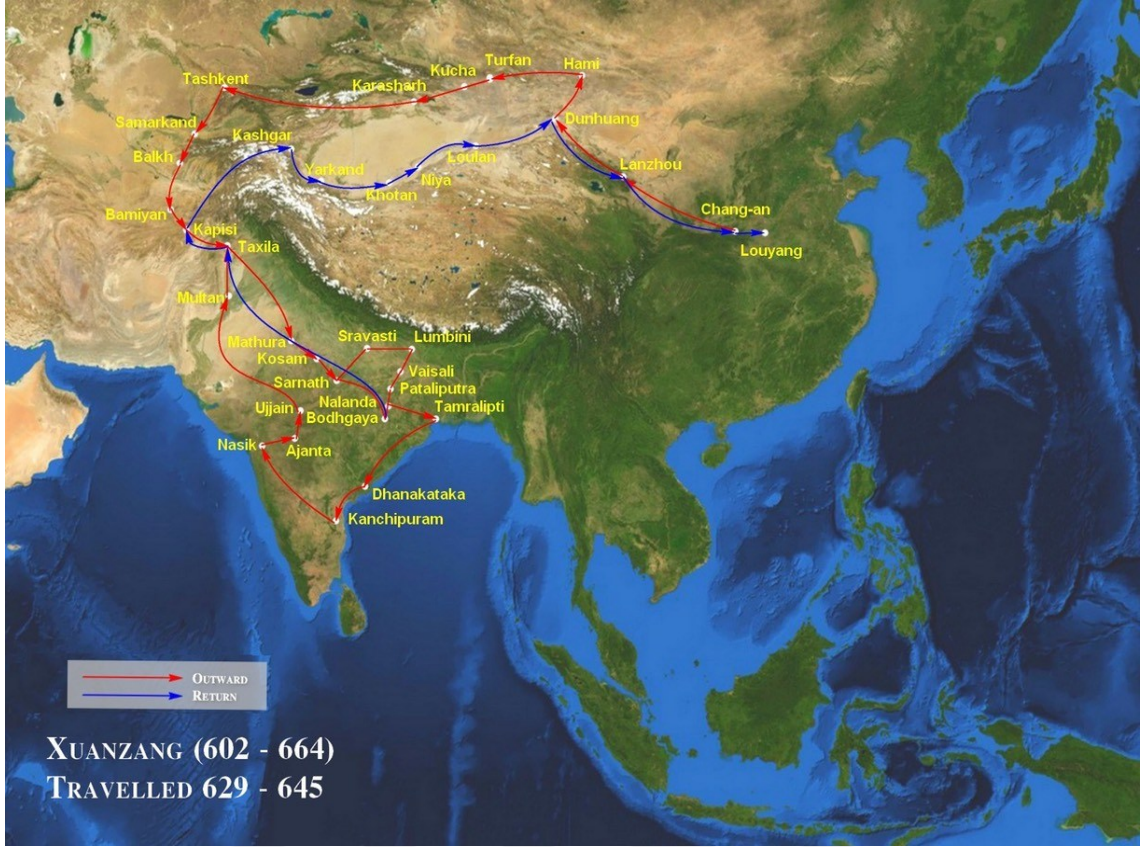 Hami
Turfan
Kucha
Tashkent
Karasharh
Dunhuang
Samarkand
Kashgar
Loulan
Balkh
Lanzhou
Yarkand
Niya
Khotan
Bamiyan
Chang-an
Kapisi
Taxila
Louyang
Multan
Sravasti
Lumbini
Mathura
Kosam
Vaisali
Sarnath
Pataliputra
Nalanda
Tamralipti
Ujjain
Bodhgaya
Nasik
Ajanta
Dhanakataka
Kanchipuram
OUTWARD
RETURN
XUANZANG (602 - 664)
TRAVELLED 629 - 645